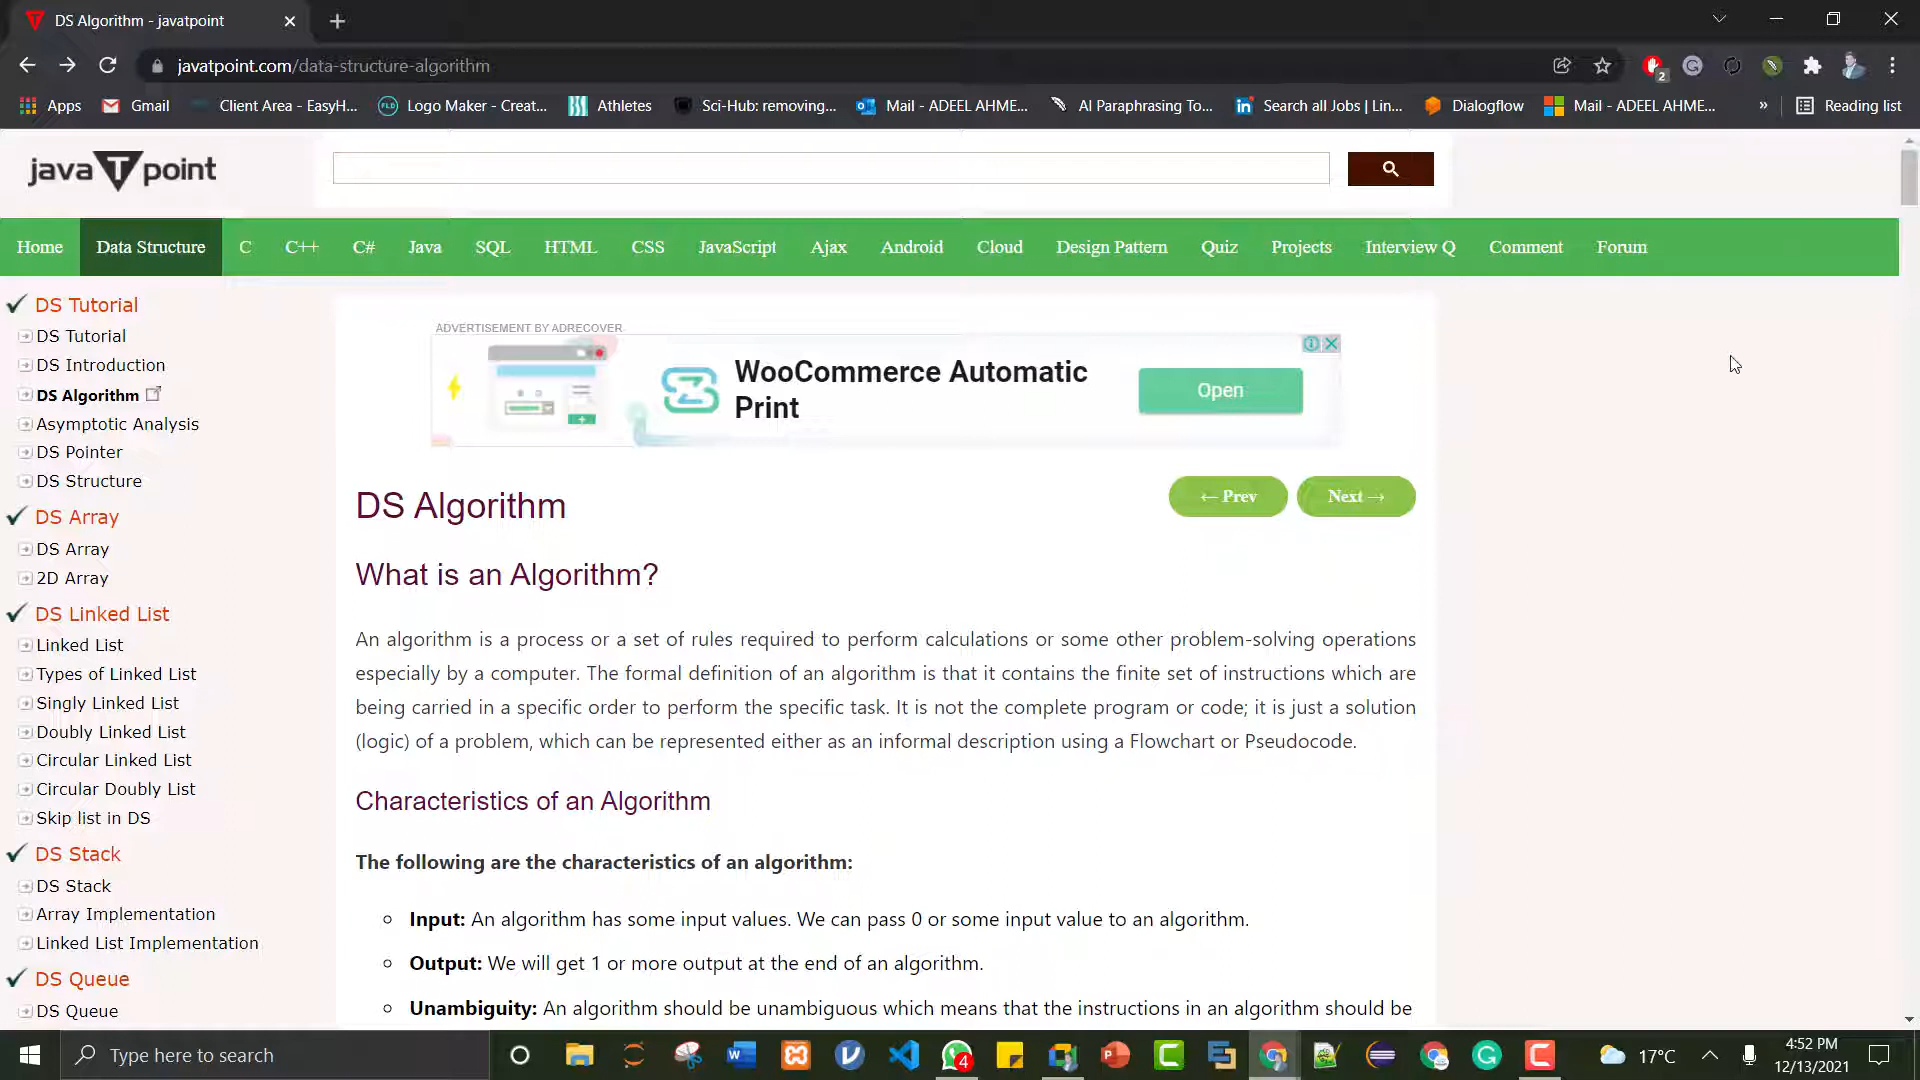 DS Algorithm - javatpoint
javatpoint.com/data-structure-algorithm
2
Apps Gmail Client Area - EasyH... Logo Maker - Creat... Athletes Sci-Hub: removing... Mail - ADEEL AHME... AI Paraphrasing To... Search all Jobs | Lin... Dialogflow Mail - ADEEL AHME... » Reading list
java T point
Home Data Structure C C++ C# Java SQL HTML CSS JavaScript Ajax Android Cloud Design Pattern Quiz Projects Interview Q Comment Forum
DS Tutorial
DS Tutorial
DS Introduction
DS Algorithm
Asymptotic Analysis
DS Pointer
DS Structure
DS Array
DS Array
2D Array
DS Linked List
Linked List
Types of Linked List
Singly Linked List
Doubly Linked List
Circular Linked List
Circular Doubly List
Skip list in DS
DS Stack
DS Stack
Array Implementation
Linked List Implementation
DS Queue
DS Queue
ADVERTISEMENT BY ADRECOVER
WooCommerce Automatic
Print
Open
DS Algorithm
← Prev
Next →
What is an Algorithm?
An algorithm is a process or a set of rules required to perform calculations or some other problem-solving operations
especially by a computer. The formal definition of an algorithm is that it contains the finite set of instructions which are
being carried in a specific order to perform the specific task. It is not the complete program or code; it is just a solution
(logic) of a problem, which can be represented either as an informal description using a Flowchart or Pseudocode.
Characteristics of an Algorithm
The following are the characteristics of an algorithm:
Input: An algorithm has some input values. We can pass 0 or some input value to an algorithm.
Output: We will get 1 or more output at the end of an algorithm.
Unambiguity: An algorithm should be unambiguous which means that the instructions in an algorithm should be
Type here to search
4
17°C
4:52 PM
12/13/2021